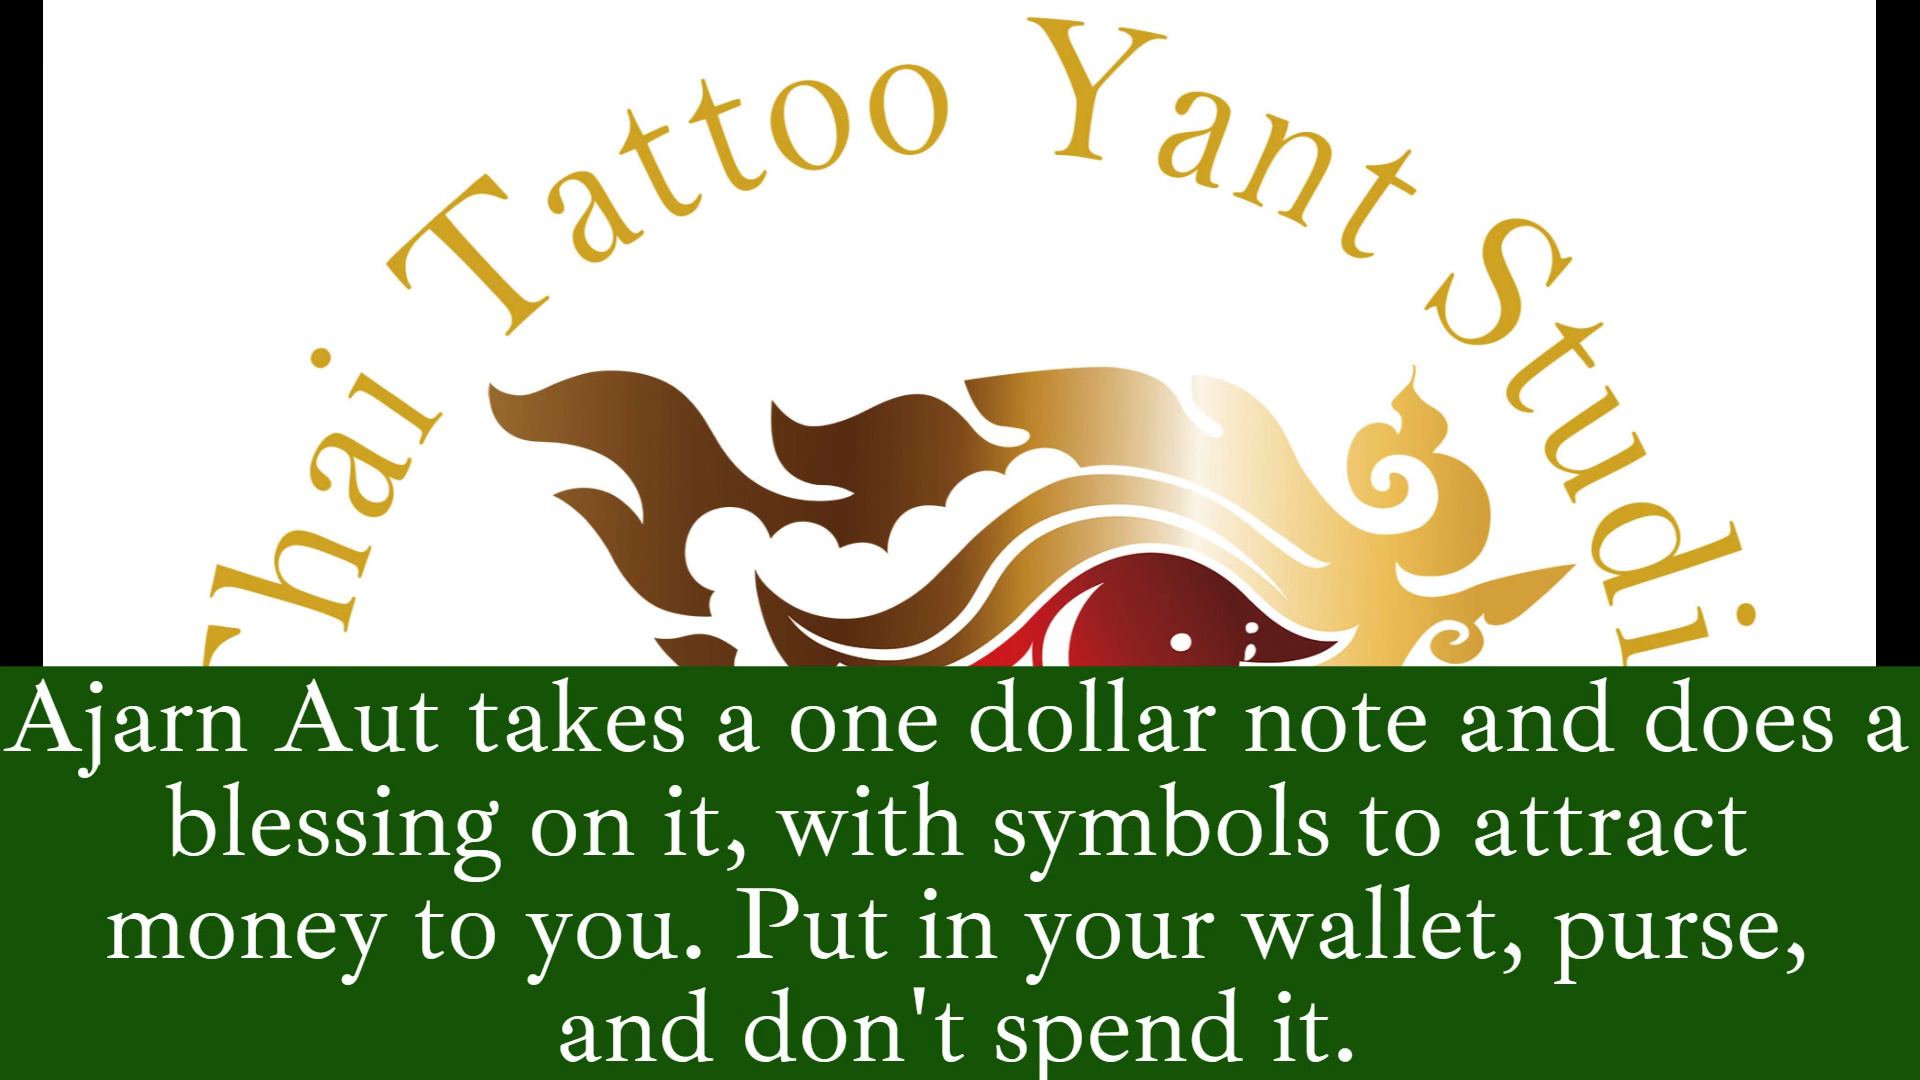 Thai Tattoo Yant Studi
Ajarn Aut takes a one dollar note and does a
blessing on it, with symbols to attract
money to you. Put in your wallet, purse,
and don't spend it.